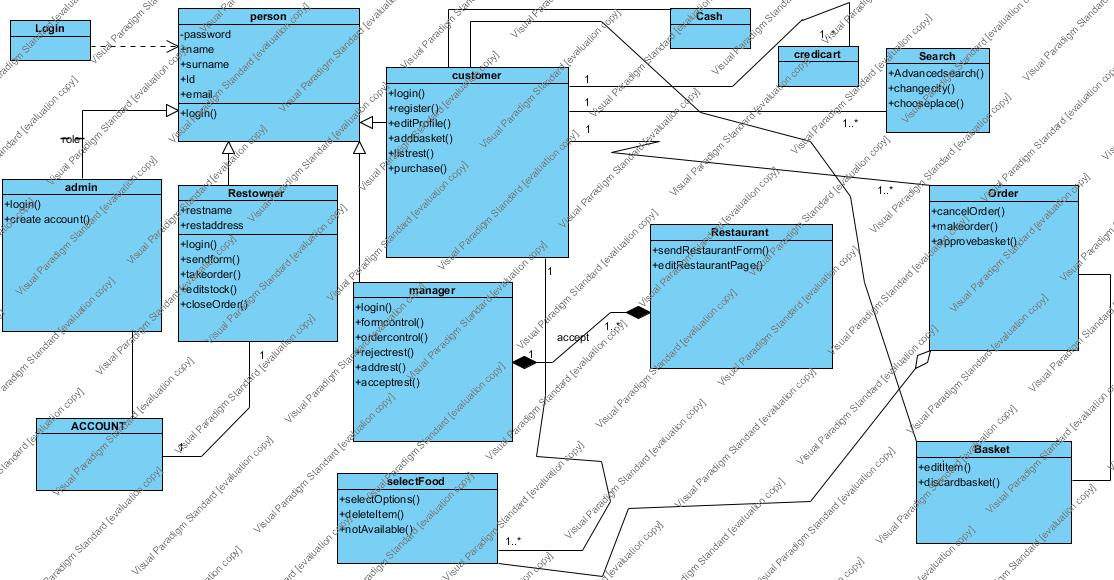 Login
person
-password
+name
+surname
+Id
+email
+login()
role
Cash
customer
+login()
+register()
+editProfile()
+addbasket()
+listrest()
+purchase()
1..*
credicart
Search
+Advancedsearch()
+changecity()
+chooseplace()
1
1
1
1..*
admin
+login()
+create account()
Restowner
+restname
+restaddress
+login()
+sendform()
+takeorder()
+editstock()
+closeOrder()
1..*
Order
+cancelOrder()
+makeorder()
+approvebasket()
Restaurant
+sendRestaurantForm()
+editRestaurantPage()
1
manager
+login()
+formcontrol()
+ordercontrol()
+rejectrest()
+addrest()
+acceptrest()
1..*
accept
1
1
ACCOUNT
*
selectFood
+selectOptions()
+deleteItem()
+notAvailable()
1..*
Basket
+editItem()
+discardbasket()
Visual Paradigm Standard [evaluation copy]